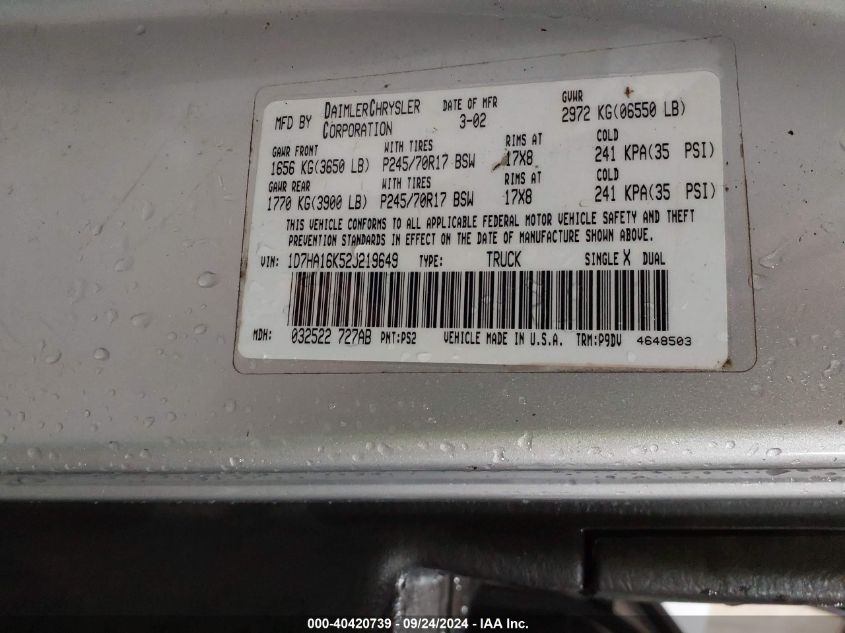 MFD BY DAIMLERCHRYSLER CORPORATION DATE OF MFR 3-02 GVWR 2972 KG(06550 LB)
GAWR FRONT WITH TIRES RIMS AT COLD
1656 KG(3650 LB) P245/70R17 BSW 17X8 241 KPA(35 PSI)
GAWR REAR WITH TIRES RIMS AT COLD
1770 KG(3900 LB) P245/70R17 BSW 17X8 241 KPA(35 PSI)
THIS VEHICLE CONFORMS TO ALL APPLICABLE FEDERAL MOTOR VEHICLE SAFETY AND THEFT
PREVENTION STANDARDS IN EFFECT ON THE DATE OF MANUFACTURE SHOWN ABOVE.
VIN: 1D7HA16K52J219649 TYPE: TRUCK SINGLE X DUAL
MDH: 032522 727AB PNT:PS2 VEHICLE MADE IN U.S.A. TRM:P9DV 4648503
000-40420739 - 09/24/2024 - IAA Inc.